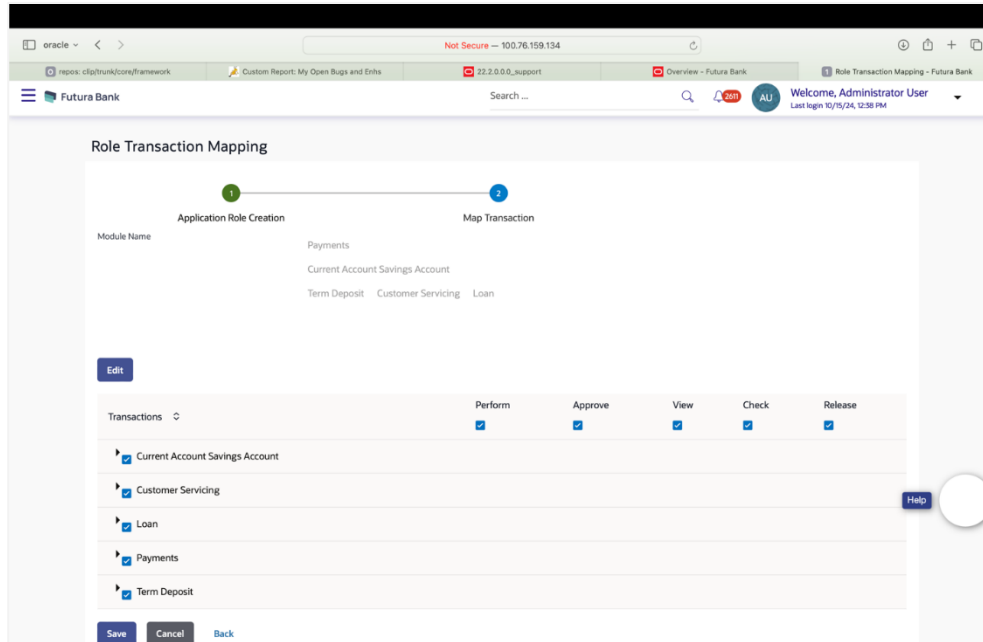 oracle
Not Secure — 100.76.159.134
repos: clip/trunk/core/framework
Custom Report: My Open Bugs and Enhs
22.2.0.0.0_support
Overview - Futura Bank
1 Role Transaction Mapping - Futura Bank
Futura Bank
Search ...
2611
AU
Welcome, Administrator User
Last login 10/15/24, 12:38 PM
Role Transaction Mapping
1
2
Application Role Creation
Map Transaction
Module Name
Payments
Current Account Savings Account
Term Deposit Customer Servicing Loan
Edit
Transactions Perform Approve View Check Release
Current Account Savings Account
Customer Servicing
Help
Loan
Payments
Term Deposit
Save Cancel Back